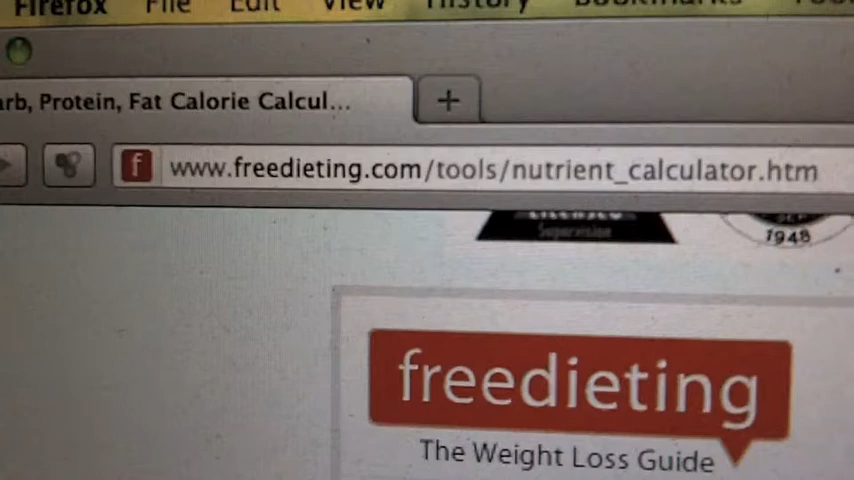 Firefox File Edit View History Bookmarks
arb, Protein, Fat Calorie Calcul...
f www.freedieting.com/tools/nutrient_calculator.htm
Supervision
1948
freedieting
The Weight Loss Guide